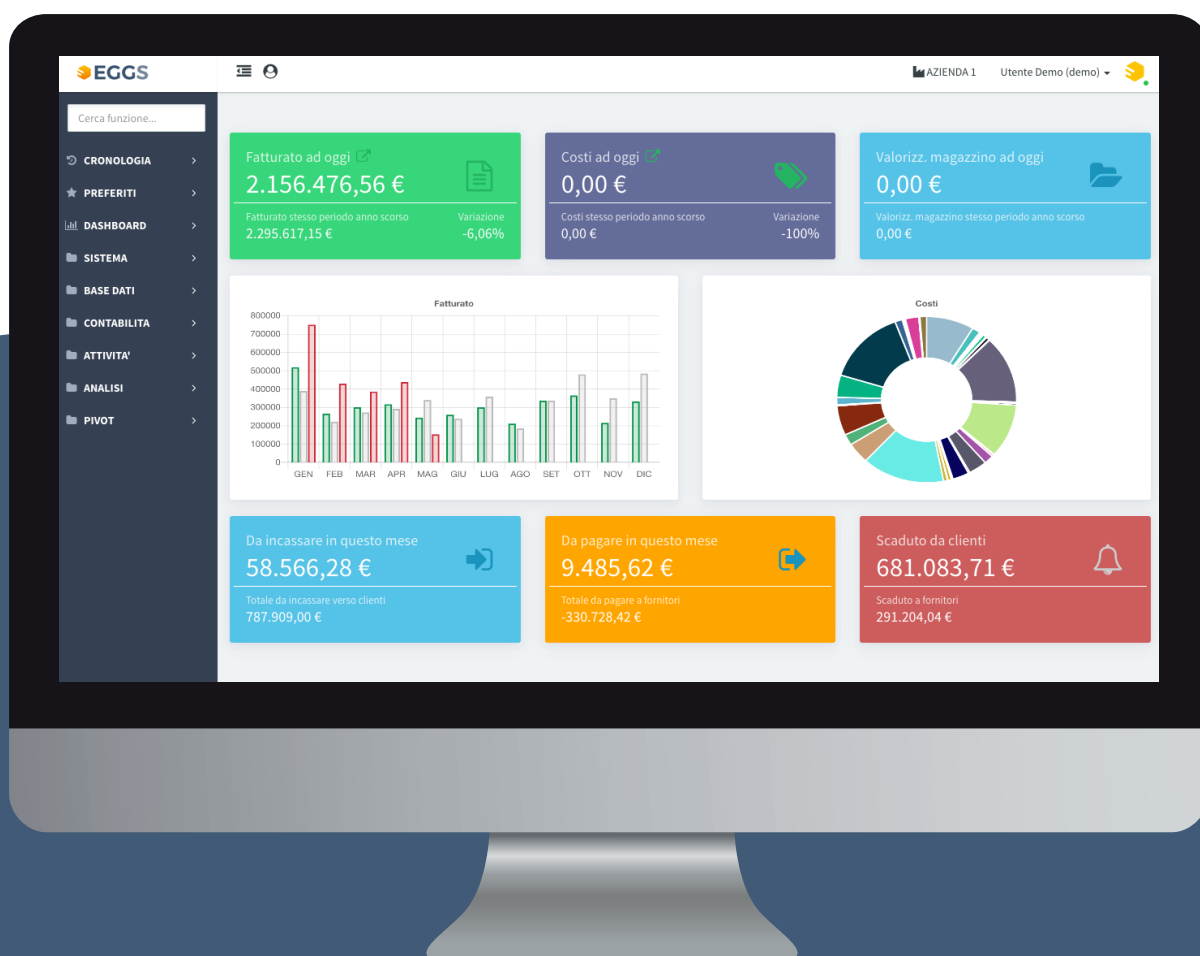 EGGS
AZIENDA 1
Utente Demo (demo)
Cerca funzione...
CRONOLOGIA
PREFERITI
DASHBOARD
SISTEMA
BASE DATI
CONTABILITA
ATTIVITA'
ANALISI
PIVOT
Fatturato ad oggi
2.156.476,56 €
Fatturato stesso periodo anno scorso Variazione
2.295.617,15 € -6,06%
Costi ad oggi
0,00 €
Costi stesso periodo anno scorso Variazione
0,00 € -100%
Valorizz. magazzino ad oggi
0,00 €
Valorizz. magazzino stesso periodo anno scorso
0,00 €
Fatturato
800000
700000
600000
500000
400000
300000
200000
100000
0
GEN FEB MAR APR MAG GIU LUG AGO SET OTT NOV DIC
Costi
Da incassare in questo mese
58.566,28 €
Totale da incassare verso clienti
787.909,00 €
Da pagare in questo mese
9.485,62 €
Totale da pagare a fornitori
-330.728,42 €
Scaduto da clienti
681.083,71 €
Scaduto a fornitori
291.204,04 €